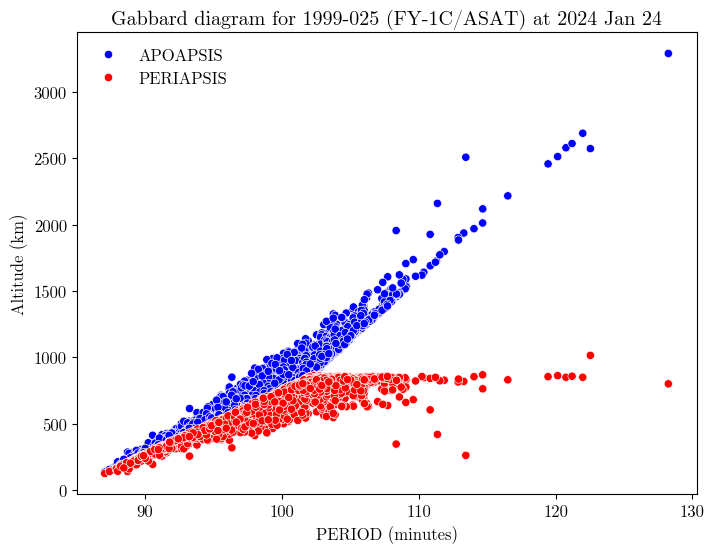 Gabbard diagram for 1999-025 (FY-1C/ASAT) at 2024 Jan 24
APOAPSIS
PERIAPSIS
3000
2500
2000
1500
1000
500
0
Altitude (km)
90 100 110 120 130
PERIOD (minutes)